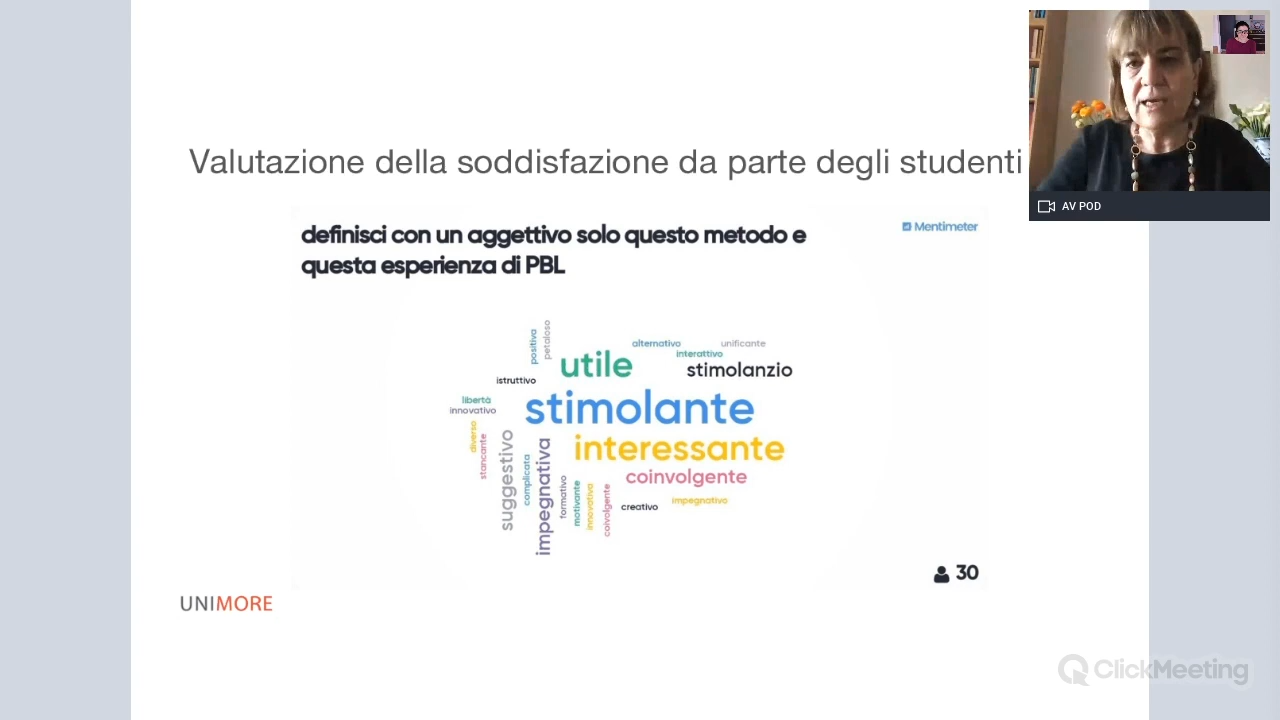 Valutazione della soddisfazione da parte degli studenti
AV POD
definisci con un aggettivo solo questo metodo e
questa esperienza di PBL
Mentimeter
positiva
petaloso
alternativo
unificante
interattivo
utile
stimolanzio
istruttivo
libertà
innovativo
stimolante
diverso
stancante
suggestivo
complicata
impegnativa
interessante
coinvolgente
formativo
motivante
innovativa
coivolgente
creativo
impegnativo
30
UNIMORE
ClickMeeting